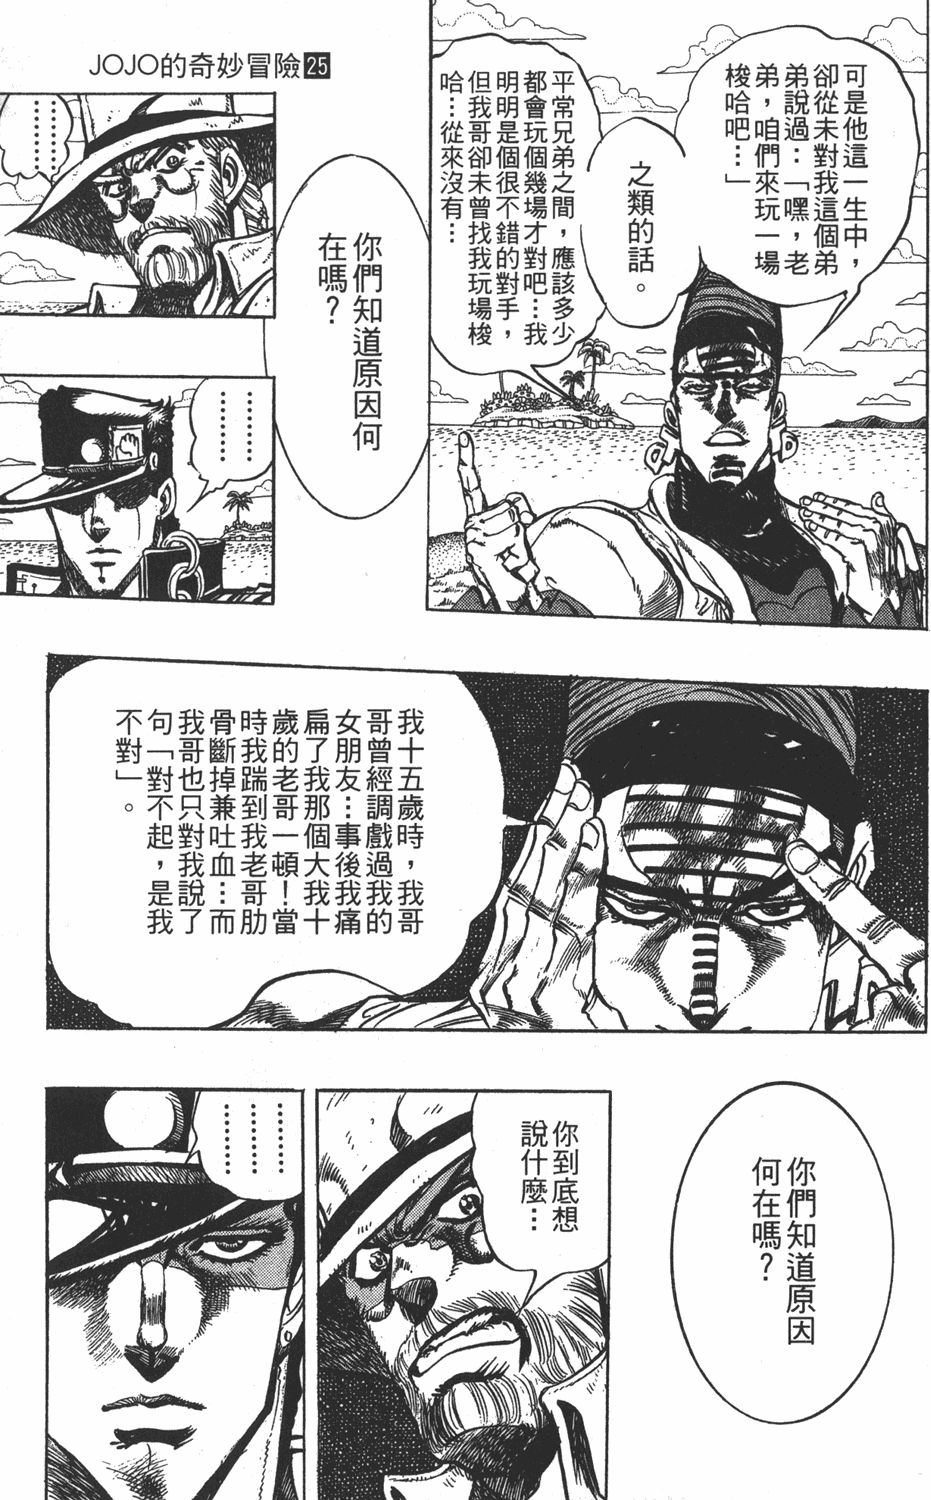 JOJO的奇妙冒險25
可是他這一生中，
卻從未對我這個弟
弟說過：「嘿，老
弟，咱們來玩一場
梭哈吧…」
之類的話。
平常兄弟之間，應該多少
都會玩個幾場才對吧…我
明明是個很不錯的對手，
但我哥卻未曾找我玩場梭
哈…從來沒有…
你們知道原因何
在嗎？
………
………
………
………
我十五歲時，我哥
哥曾經調戲過我的
女朋友…事後我痛
扁了我那個大我十
歲的老哥一頓！當
時我踹到我老哥肋
骨斷掉兼吐血…而
我哥也只對我說了
句「對不起，是我
不對」。
你們知道原因
何在嗎？
你到底想
說什麼…
………
………